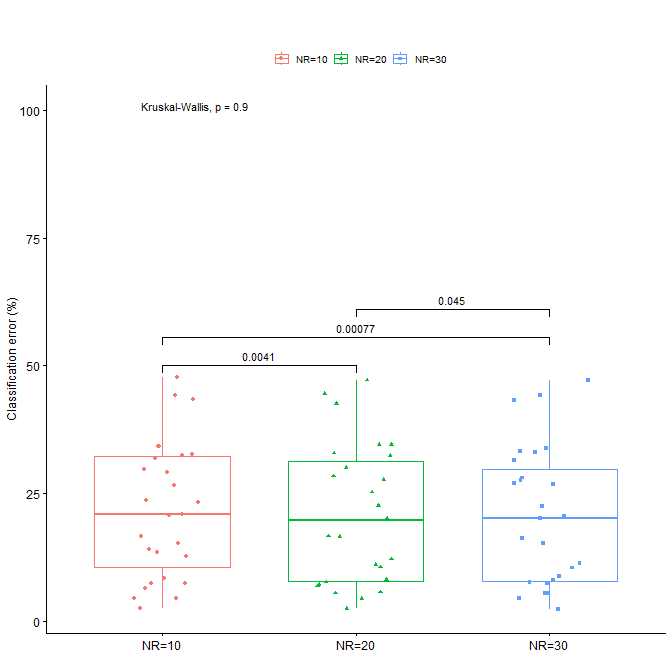 NR=10 NR=20 NR=30
Kruskal-Wallis, p = 0.9
100
75
50
25
0
Classification error (%)
0.045
0.00077
0.0041
NR=10 NR=20 NR=30